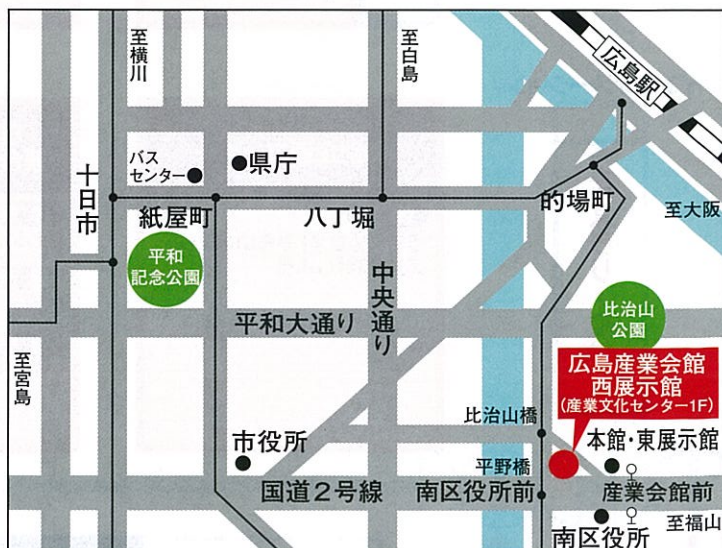 至横川
至白島
広島駅
バス
センター
県庁
十日市
紙屋町
八丁堀
的場町
至大阪
平和
記念公園
中央通り
平和大通り
比治山
公園
至宮島
広島産業会館
西展示館
(産業文化センター1F)
比治山橋
市役所
平野橋
本館・東展示館
国道2号線
南区役所前
産業会館前
南区役所
至福山